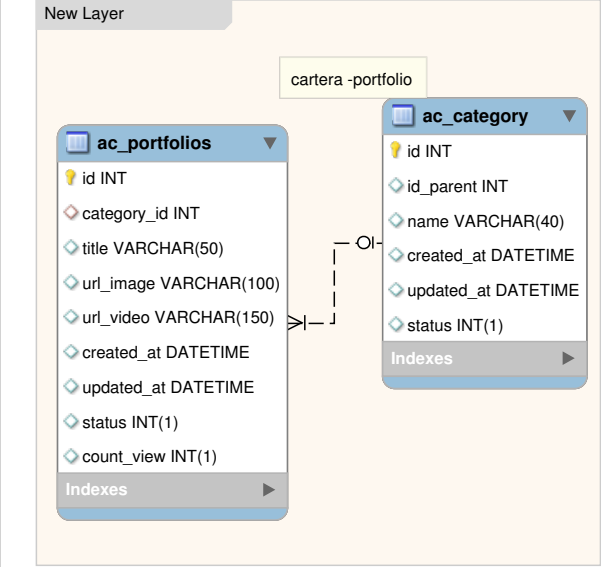 New Layer
cartera -portfolio
ac_portfolios
id INT
category_id INT
title VARCHAR(50)
url_image VARCHAR(100)
url_video VARCHAR(150)
created_at DATETIME
updated_at DATETIME
status INT(1)
count_view INT(1)
Indexes
ac_category
id INT
id_parent INT
name VARCHAR(40)
created_at DATETIME
updated_at DATETIME
status INT(1)
Indexes